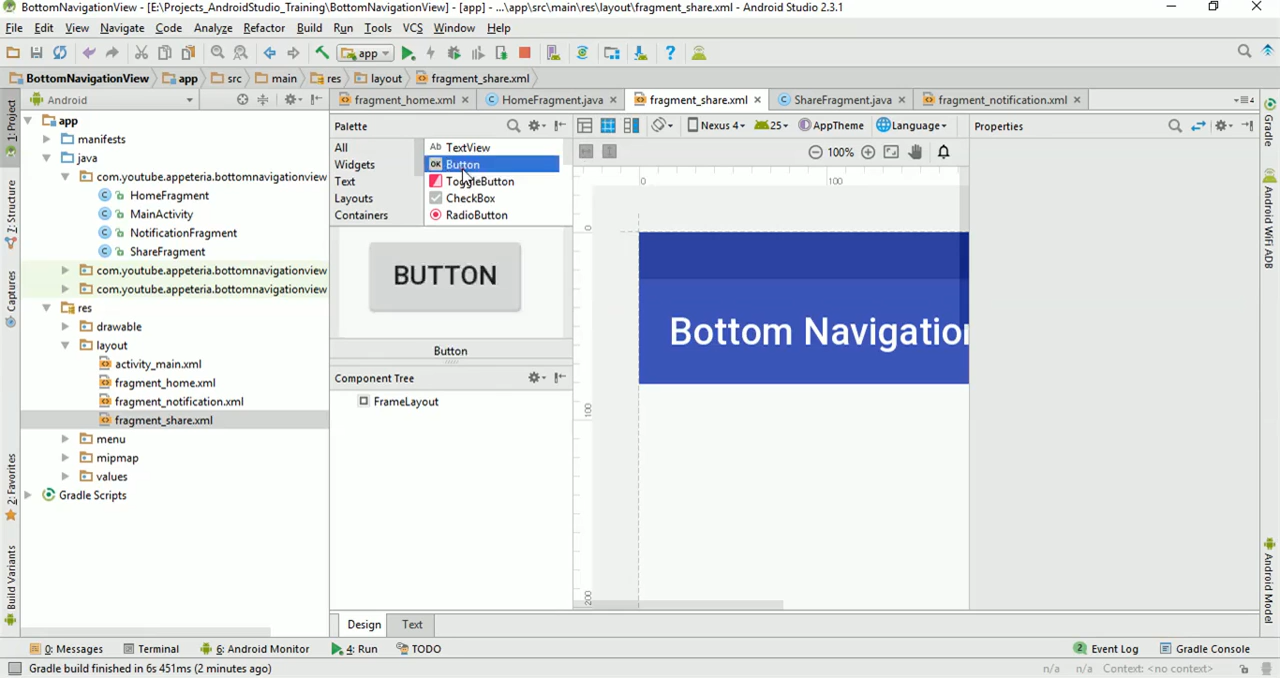 BottomNavigationView - [E:\Projects_AndroidStudio_Training\BottomNavigationView] - [app] - ...\app\src\main\res\layout\fragment_share.xml - Android Studio 2.3.1
File Edit View Navigate Code Analyze Refactor Build Run Tools VCS Window Help
app
BottomNavigationView app src main res layout fragment_share.xml
Android
fragment_home.xml HomeFragment.java fragment_share.xml ShareFragment.java fragment_notification.xml
1: Project
Z: Structure
Captures
2: Favorites
Build Variants
app
manifests
java
com.youtube.appeteria.bottomnavigationview
HomeFragment
MainActivity
NotificationFragment
ShareFragment
com.youtube.appeteria.bottomnavigationview
com.youtube.appeteria.bottomnavigationview
res
drawable
layout
activity_main.xml
fragment_home.xml
fragment_notification.xml
fragment_share.xml
menu
mipmap
values
Gradle Scripts
Palette
All
Widgets
Text
Layouts
Containers
Ab TextView
OK Button
ToggleButton
CheckBox
RadioButton
BUTTON
Button
Component Tree
FrameLayout
Nexus 4 25 AppTheme Language
100%
0 100
0
100
200
Bottom Navigation
Properties
Gradle
Android WiFi ADB
Android Model
Design Text
0: Messages Terminal 6: Android Monitor 4: Run TODO
2 Event Log Gradle Console
Gradle build finished in 6s 451ms (2 minutes ago)
n/a n/a Context: <no context>